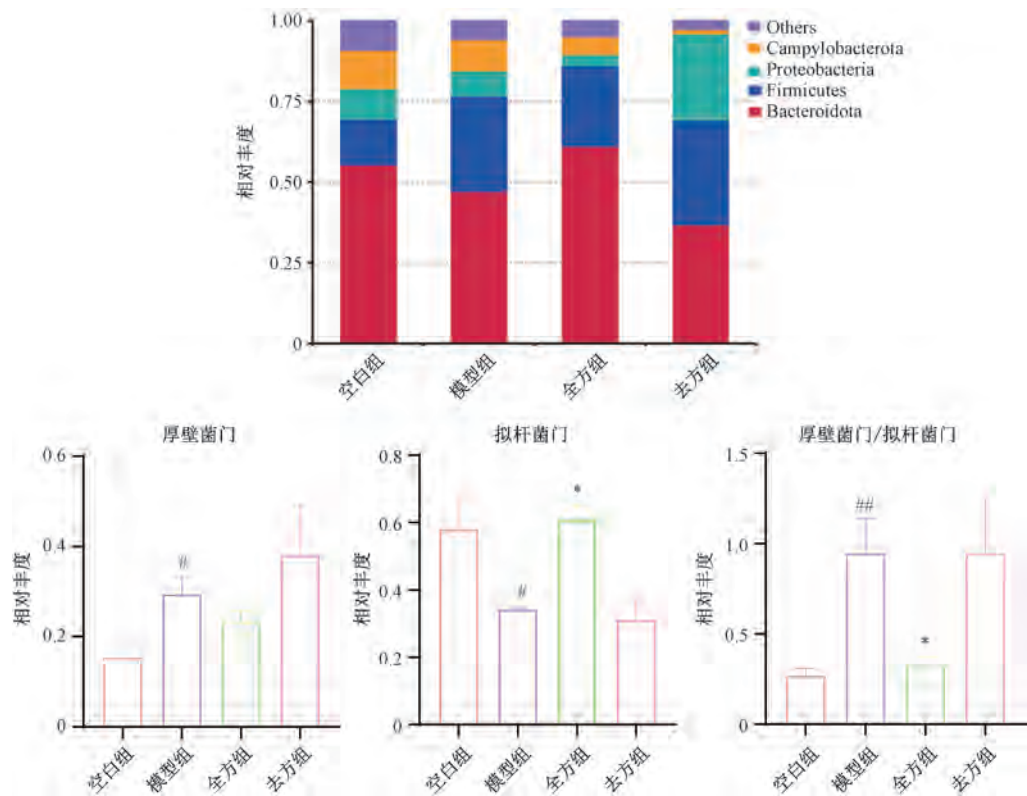 1.00
0.75
0.50
0.25
0
相对丰度
Others
Campylobacterota
Proteobacteria
Firmicutes
Bacteroidota
空白组
模型组
全方组
去方组
厚壁菌门
0.6
0.4
0.2
0
相对丰度
#
空白组
模型组
全方组
去方组
拟杆菌门
0.8
0.6
0.4
0.2
0
相对丰度
#
*
空白组
模型组
全方组
去方组
厚壁菌门/拟杆菌门
1.5
1.0
0.5
0
相对丰度
##
*
空白组
模型组
全方组
去方组